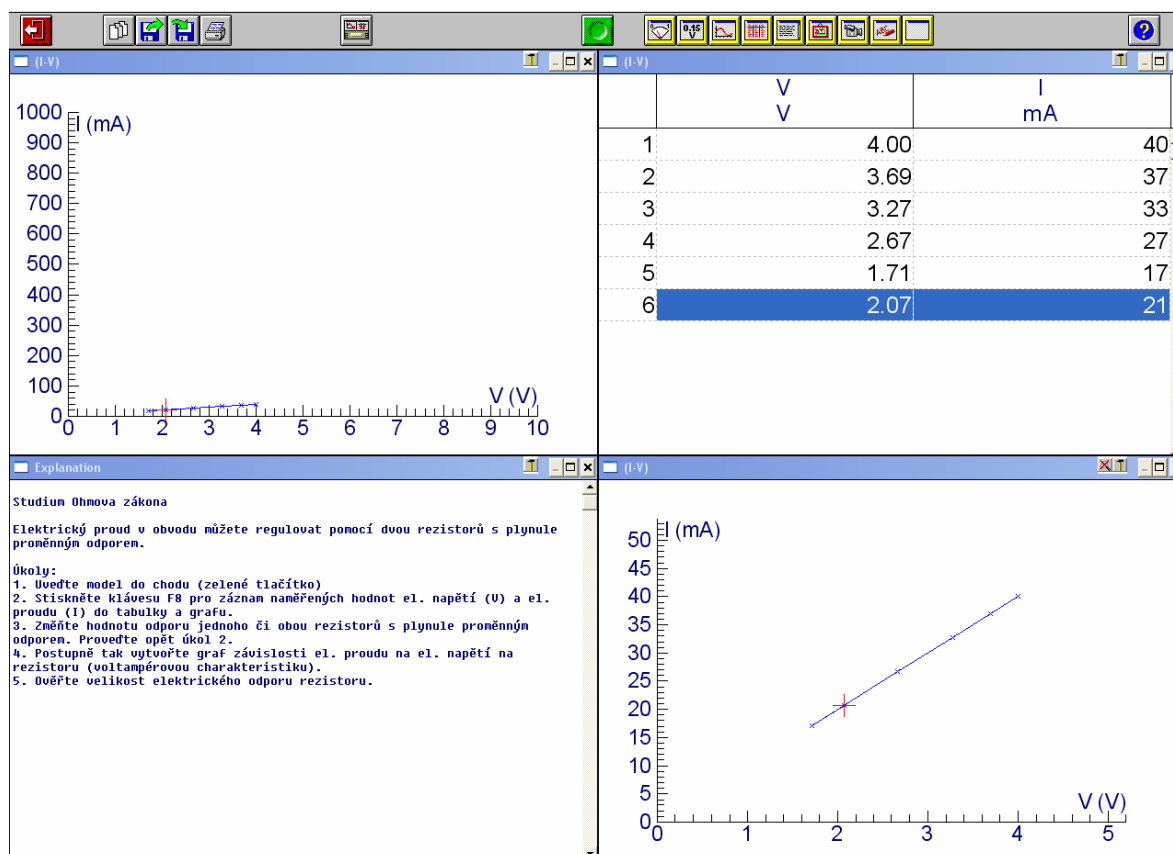 0.15
V
(I-V)
1000
I (mA)
900
800
700
600
500
400
300
200
100
0
V (V)
0 1 2 3 4 5 6 7 8 9 10
(I-V)
V I
V mA
1 4.00 40
2 3.69 37
3 3.27 33
4 2.67 27
5 1.71 17
6 2.07 21
Explanation
Studium Ohmova zákona
Elektrický proud v obvodu můžete regulovat pomocí dvou rezistorů s plynule
proměnným odporem.
Úkoly:
1. Uveďte model do chodu (zelené tlačítko)
2. Stiskněte klávesu F8 pro záznam naměřených hodnot el. napětí (V) a el.
proudu (I) do tabulky a grafu.
3. Změňte hodnotu odporu jednoho či obou rezistorů s plynule proměnným
odporem. Proveďte opět úkol 2.
4. Postupně tak vytvořte graf závislosti el. proudu na el. napětí na
rezistoru (voltampérovou charakteristiku).
5. Ověřte velikost elektrického odporu rezistoru.
(I-V)
I (mA)
50
45
40
35
30
25
20
15
10
5
0
V (V)
0 1 2 3 4 5